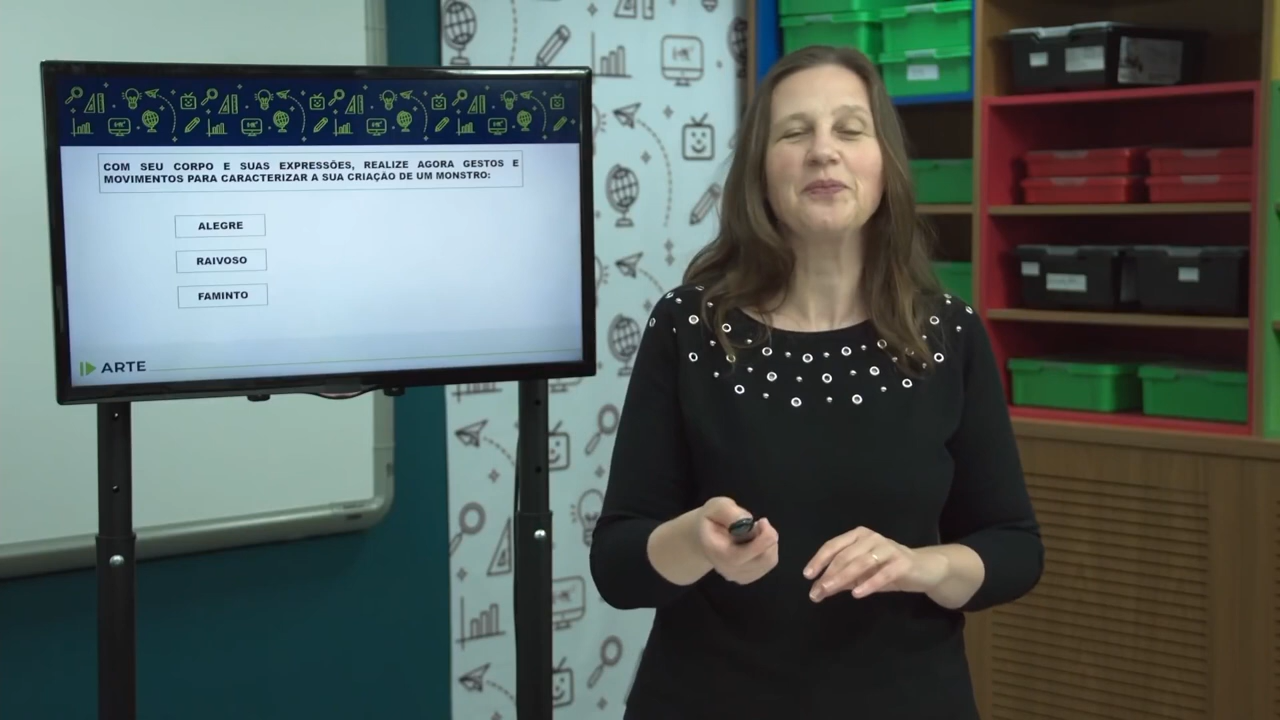 COM SEU CORPO E SUAS EXPRESSÕES, REALIZE AGORA GESTOS E
MOVIMENTOS PARA CARACTERIZAR A SUA CRIAÇÃO DE UM MONSTRO:
ALEGRE
RAIVOSO
FAMINTO
ARTE